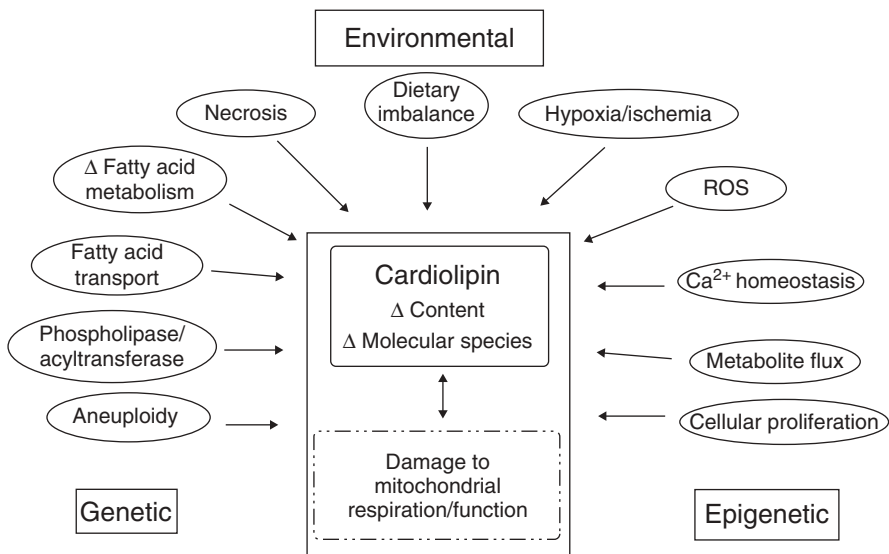 Environmental
Necrosis
Dietary
imbalance
Hypoxia/ischemia
Δ Fatty acid
metabolism
ROS
Fatty acid
transport
Cardiolipin
Δ Content
Δ Molecular species
Ca²⁺ homeostasis
Phospholipase/
acyltransferase
Metabolite flux
Aneuploidy
Cellular proliferation
Damage to
mitochondrial
respiration/function
Genetic
Epigenetic